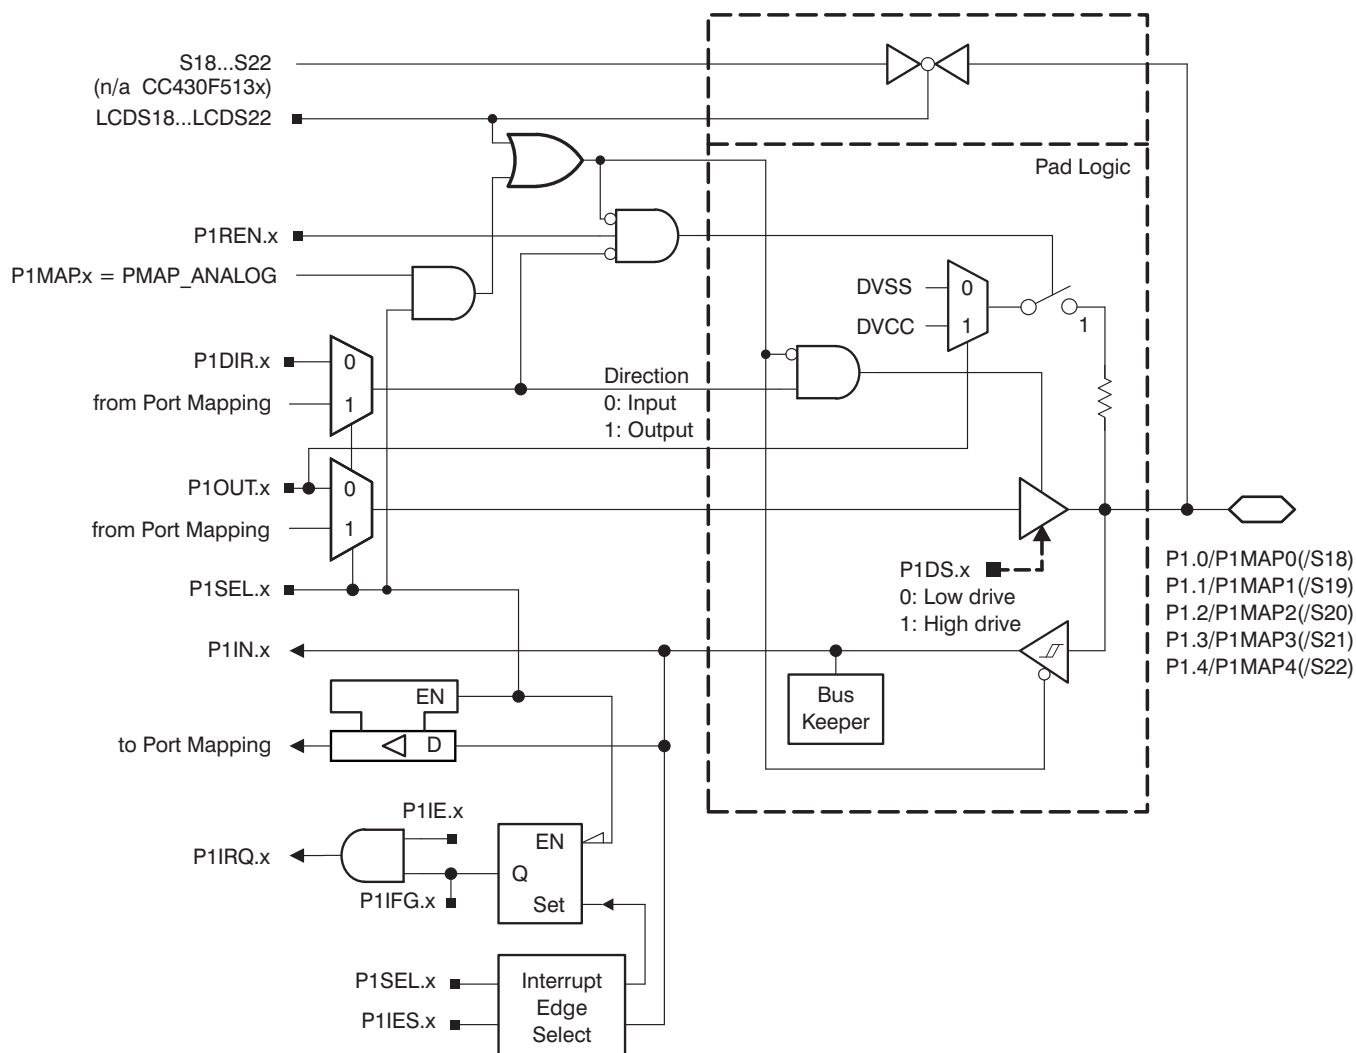 S18...S22
(n/a CC430F513x)
LCDS18...LCDS22
Pad Logic
P1REN.x
P1MAP.x = PMAP_ANALOG
DVSS
0
DVCC
1
1
P1DIR.x
0
from Port Mapping
1
Direction
0: Input
1: Output
P1OUT.x
0
from Port Mapping
1
P1SEL.x
P1DS.x
0: Low drive
1: High drive
P1.0/P1MAP0(/S18)
P1.1/P1MAP1(/S19)
P1.2/P1MAP2(/S20)
P1.3/P1MAP3(/S21)
P1.4/P1MAP4(/S22)
P1IN.x
EN
Bus
Keeper
to Port Mapping
D
P1IE.x
P1IRQ.x
EN
Q
P1IFG.x
Set
P1SEL.x
P1IES.x
Interrupt
Edge
Select